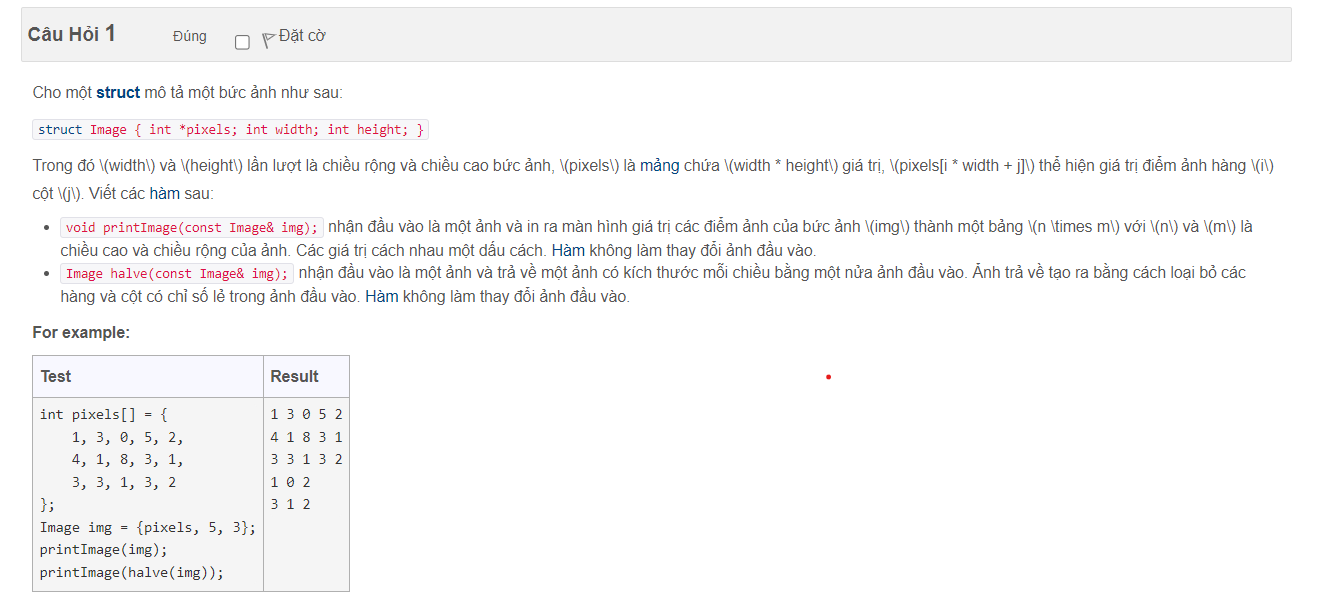 Câu Hỏi 1 Đúng Đặt cờ
Cho một struct mô tả một bức ảnh như sau:
struct Image { int *pixels; int width; int height; }
Trong đó \(width\) và \(height\) lần lượt là chiều rộng và chiều cao bức ảnh, \(pixels\) là mảng chứa \(width * height\) giá trị, \(pixels[i * width + j]\) thể hiện giá trị điểm ảnh hàng \(i\)
cột \(j\). Viết các hàm sau:
void printImage(const Image& img); nhận đầu vào là một ảnh và in ra màn hình giá trị các điểm ảnh của bức ảnh \(img\) thành một bảng \(n \times m\) với \(n\) và \(m\) là
chiều cao và chiều rộng của ảnh. Các giá trị cách nhau một dấu cách. Hàm không làm thay đổi ảnh đầu vào.
Image halve(const Image& img); nhận đầu vào là một ảnh và trả về một ảnh có kích thước mỗi chiều bằng một nửa ảnh đầu vào. Ảnh trả về tạo ra bằng cách loại bỏ các
hàng và cột có chỉ số lẻ trong ảnh đầu vào. Hàm không làm thay đổi ảnh đầu vào.
For example:
Test Result
int pixels[] = { 1 3 0 5 2
1, 3, 0, 5, 2, 4 1 8 3 1
4, 1, 8, 3, 1, 3 3 1 3 2
3, 3, 1, 3, 2 1 0 2
}; 3 1 2
Image img = {pixels, 5, 3};
printImage(img);
printImage(halve(img));